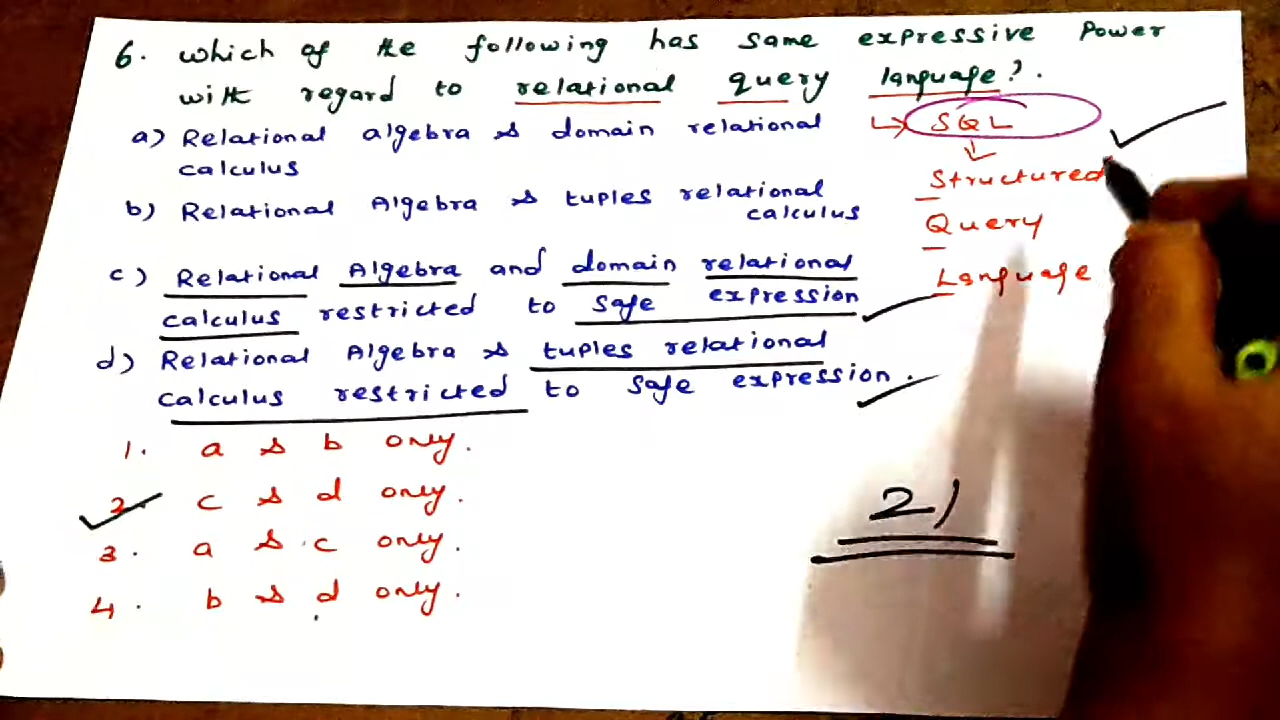 6. which of the following has same expressive Power
with regard to relational query language?.
a) Relational algebra & domain relational
calculus
b) Relational Algebra & tuples relational
calculus
c) Relational Algebra and domain relational
calculus restricted to safe expression
d) Relational Algebra & tuples relational
calculus restricted to safe expression.
1. a & b only.
2. c & d only.
3. a & c only.
4. b & d only.
SQL
Structured
Query
Language
21